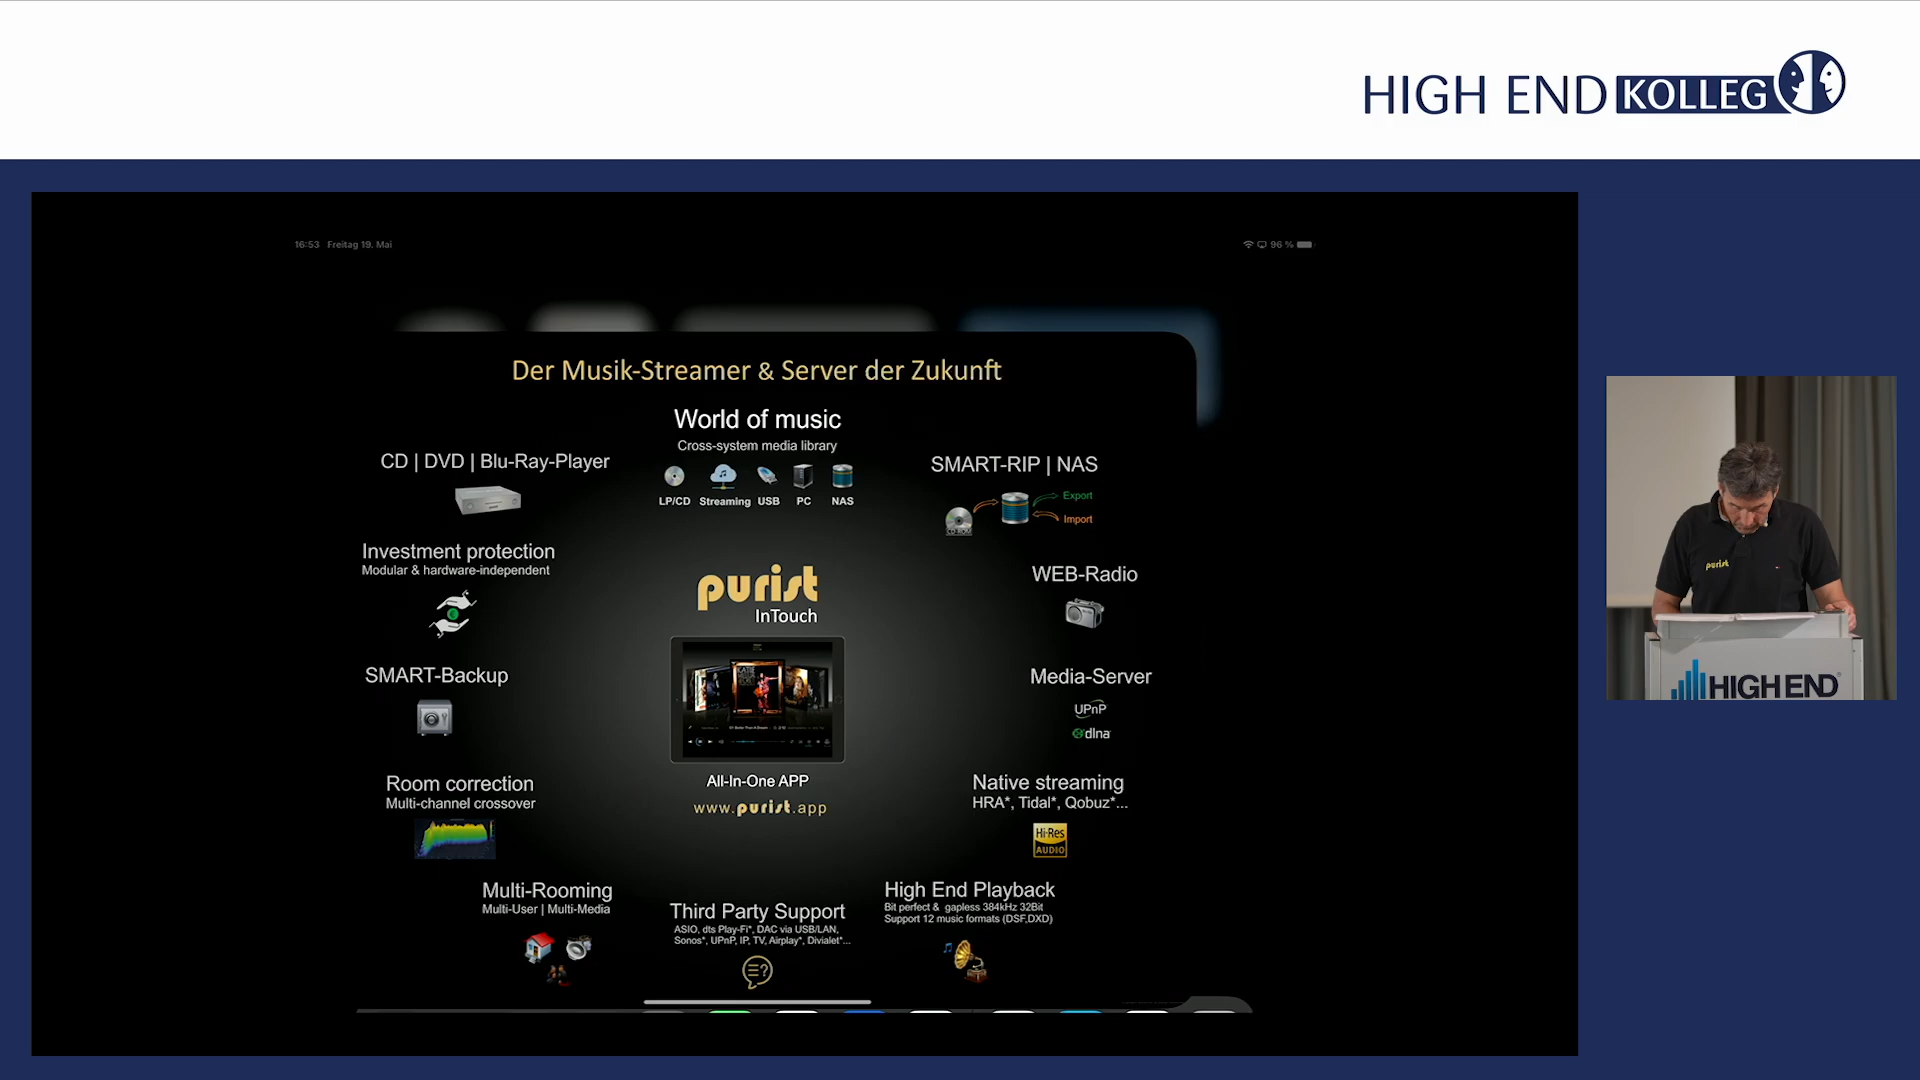 HIGH END KOLLEG
16:53 Freitag 19. Mai
96 %
Der Musik-Streamer & Server der Zukunft
World of music
Cross-system media library
LP/CD Streaming USB PC NAS
CD | DVD | Blu-Ray-Player
SMART-RIP | NAS
Export
Import
CD-ROM
Investment protection
Modular & hardware-independent
WEB-Radio
purist
InTouch
SMART-Backup
Media-Server
UPnP
dlna
All-In-One APP
www.purist.app
Room correction
Multi-channel crossover
Native streaming
HRA*, Tidal*, Qobuz*...
Hi-Res
AUDIO
Multi-Rooming
Multi-User | Multi-Media
Third Party Support
ASIO, dts Play-Fi*, DAC via USB/LAN,
Sonos*, UPnP, IP, TV, Airplay*, Divialet*...
High End Playback
Bit perfect & gapless 384kHz 32Bit
Support 12 music formats (DSF,DXD)
purist
HIGH END